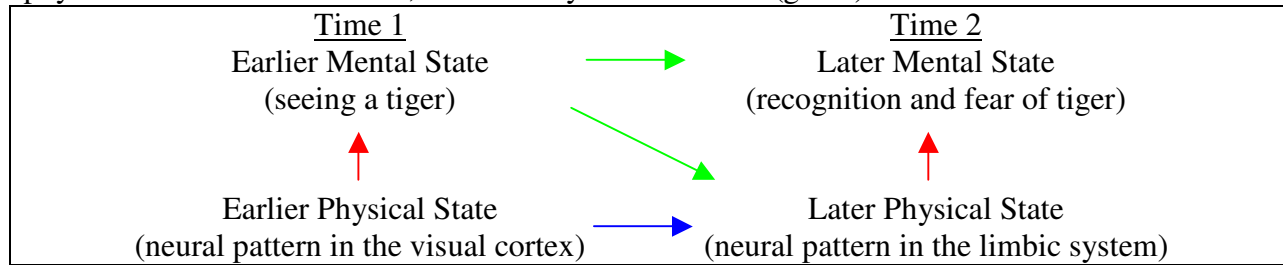 Time 1 Time 2
Earlier Mental State Later Mental State
(seeing a tiger) (recognition and fear of tiger)
Earlier Physical State Later Physical State
(neural pattern in the visual cortex) (neural pattern in the limbic system)